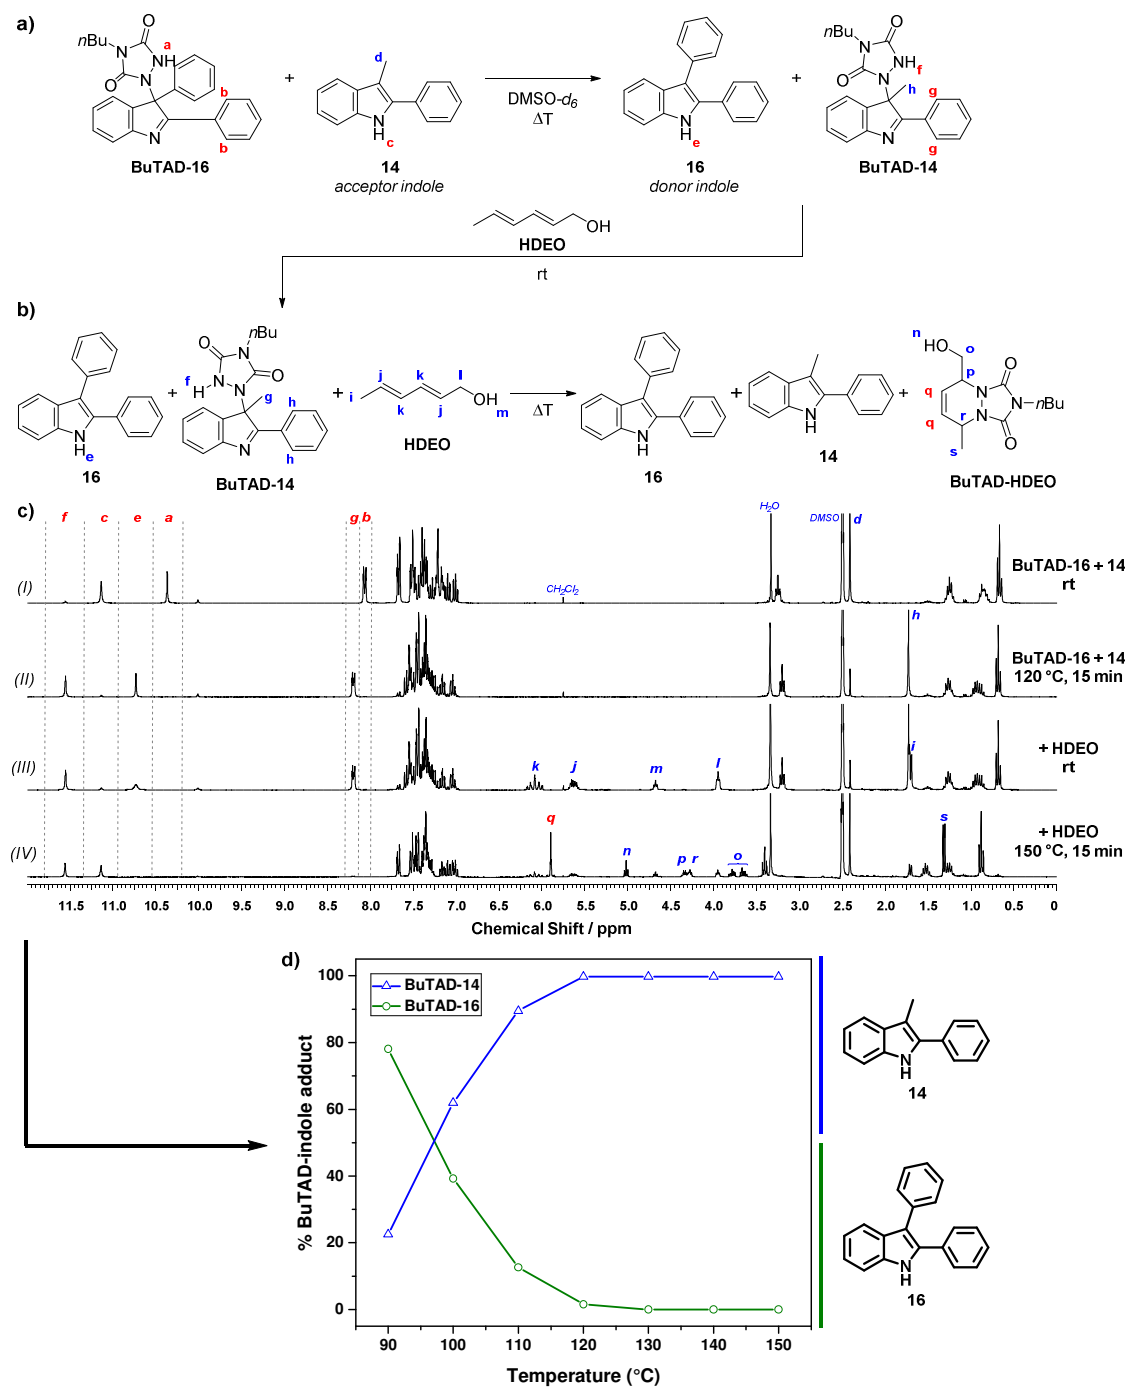 a)
nBu
O
N
O
N
NH
a
b
N
b
BuTAD-16
+
d
N
H
c
14
acceptor indole
DMSO-d6
ΔT
N
H
e
16
donor indole
+
nBu
O
N
O
N
NH
f
h
g
N
g
BuTAD-14
OH
HDEO
rt
b)
N
H
e
16
+
nBu
O
N
O
f
H
N
N
g
h
N
h
BuTAD-14
+
i
j
k
k
j
l
OH
m
HDEO
ΔT
N
H
16
+
N
H
14
+
n
HO
o
p
q
q
r
s
N
N
O
N
nBu
O
BuTAD-HDEO
c)
f c e a g b
H2O
DMSO
d
CH2Cl2
(I)
BuTAD-16 + 14
rt
h
(II)
BuTAD-16 + 14
120 °C, 15 min
k j m l i
(III)
+ HDEO
rt
q n p r o s
(IV)
+ HDEO
150 °C, 15 min
11.5 11.0 10.5 10.0 9.5 9.0 8.5 8.0 7.5 7.0 6.5 6.0 5.5 5.0 4.5 4.0 3.5 3.0 2.5 2.0 1.5 1.0 0.5 0
Chemical Shift / ppm
d)
% BuTAD-indole adduct
100
80
60
40
20
0
BuTAD-14
BuTAD-16
90 100 110 120 130 140 150
Temperature (°C)
N
H
14
N
H
16